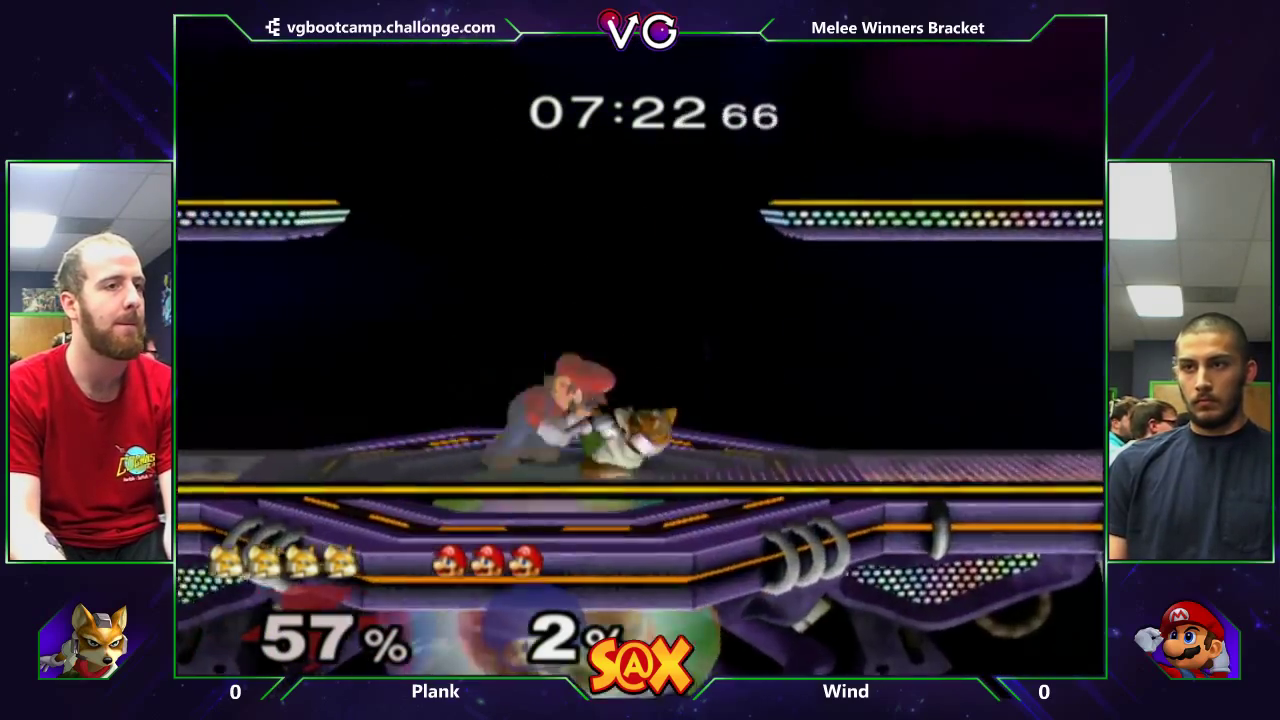 vgbootcamp.challonge.com
VG
Melee Winners Bracket
07:22 66
57%
2%
S@X
0
Plank
Wind
0